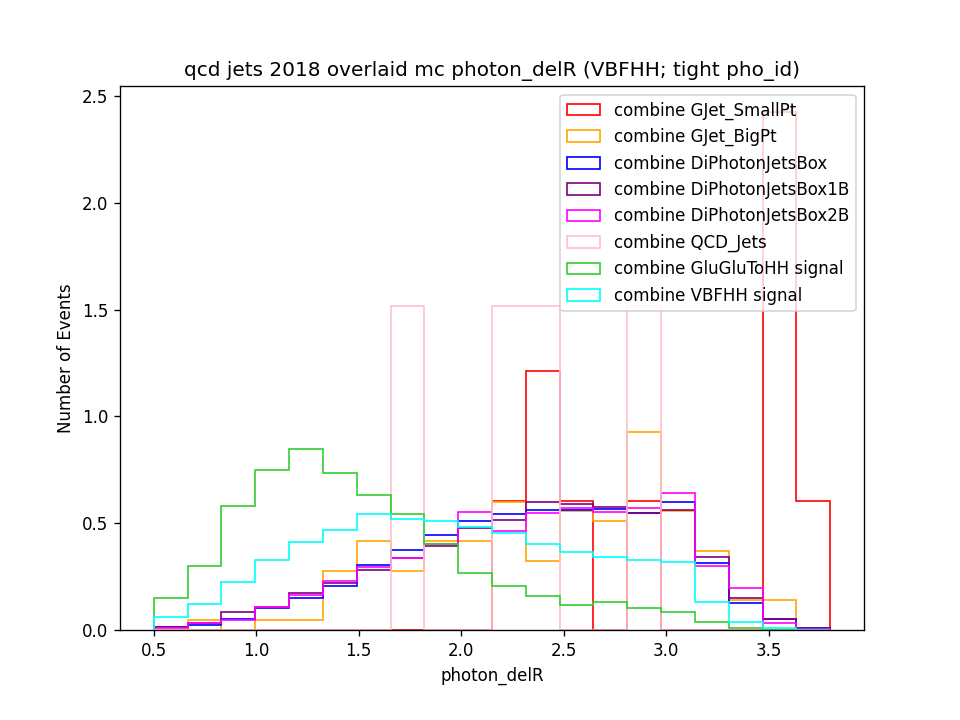 qcd jets 2018 overlaid mc photon_delR (VBFHH; tight pho_id)
combine GJet_SmallPt
combine GJet_BigPt
combine DiPhotonJetsBox
combine DiPhotonJetsBox1B
combine DiPhotonJetsBox2B
combine QCD_Jets
combine GluGluToHH signal
combine VBFHH signal
Number of Events
2.5
2.0
1.5
1.0
0.5
0.0
0.5 1.0 1.5 2.0 2.5 3.0 3.5
photon_delR